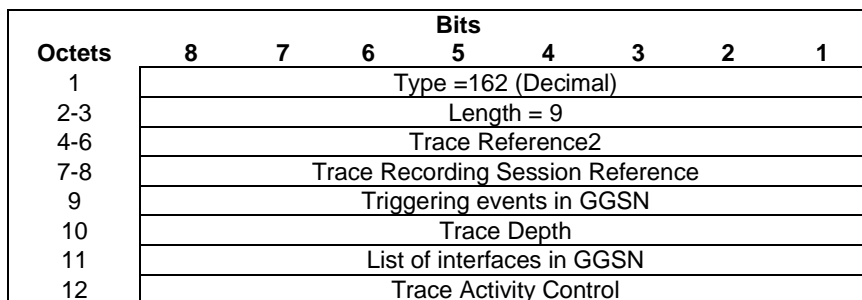 Bits
Octets 8 7 6 5 4 3 2 1
1 Type =162 (Decimal)
2-3 Length = 9
4-6 Trace Reference2
7-8 Trace Recording Session Reference
9 Triggering events in GGSN
10 Trace Depth
11 List of interfaces in GGSN
12 Trace Activity Control